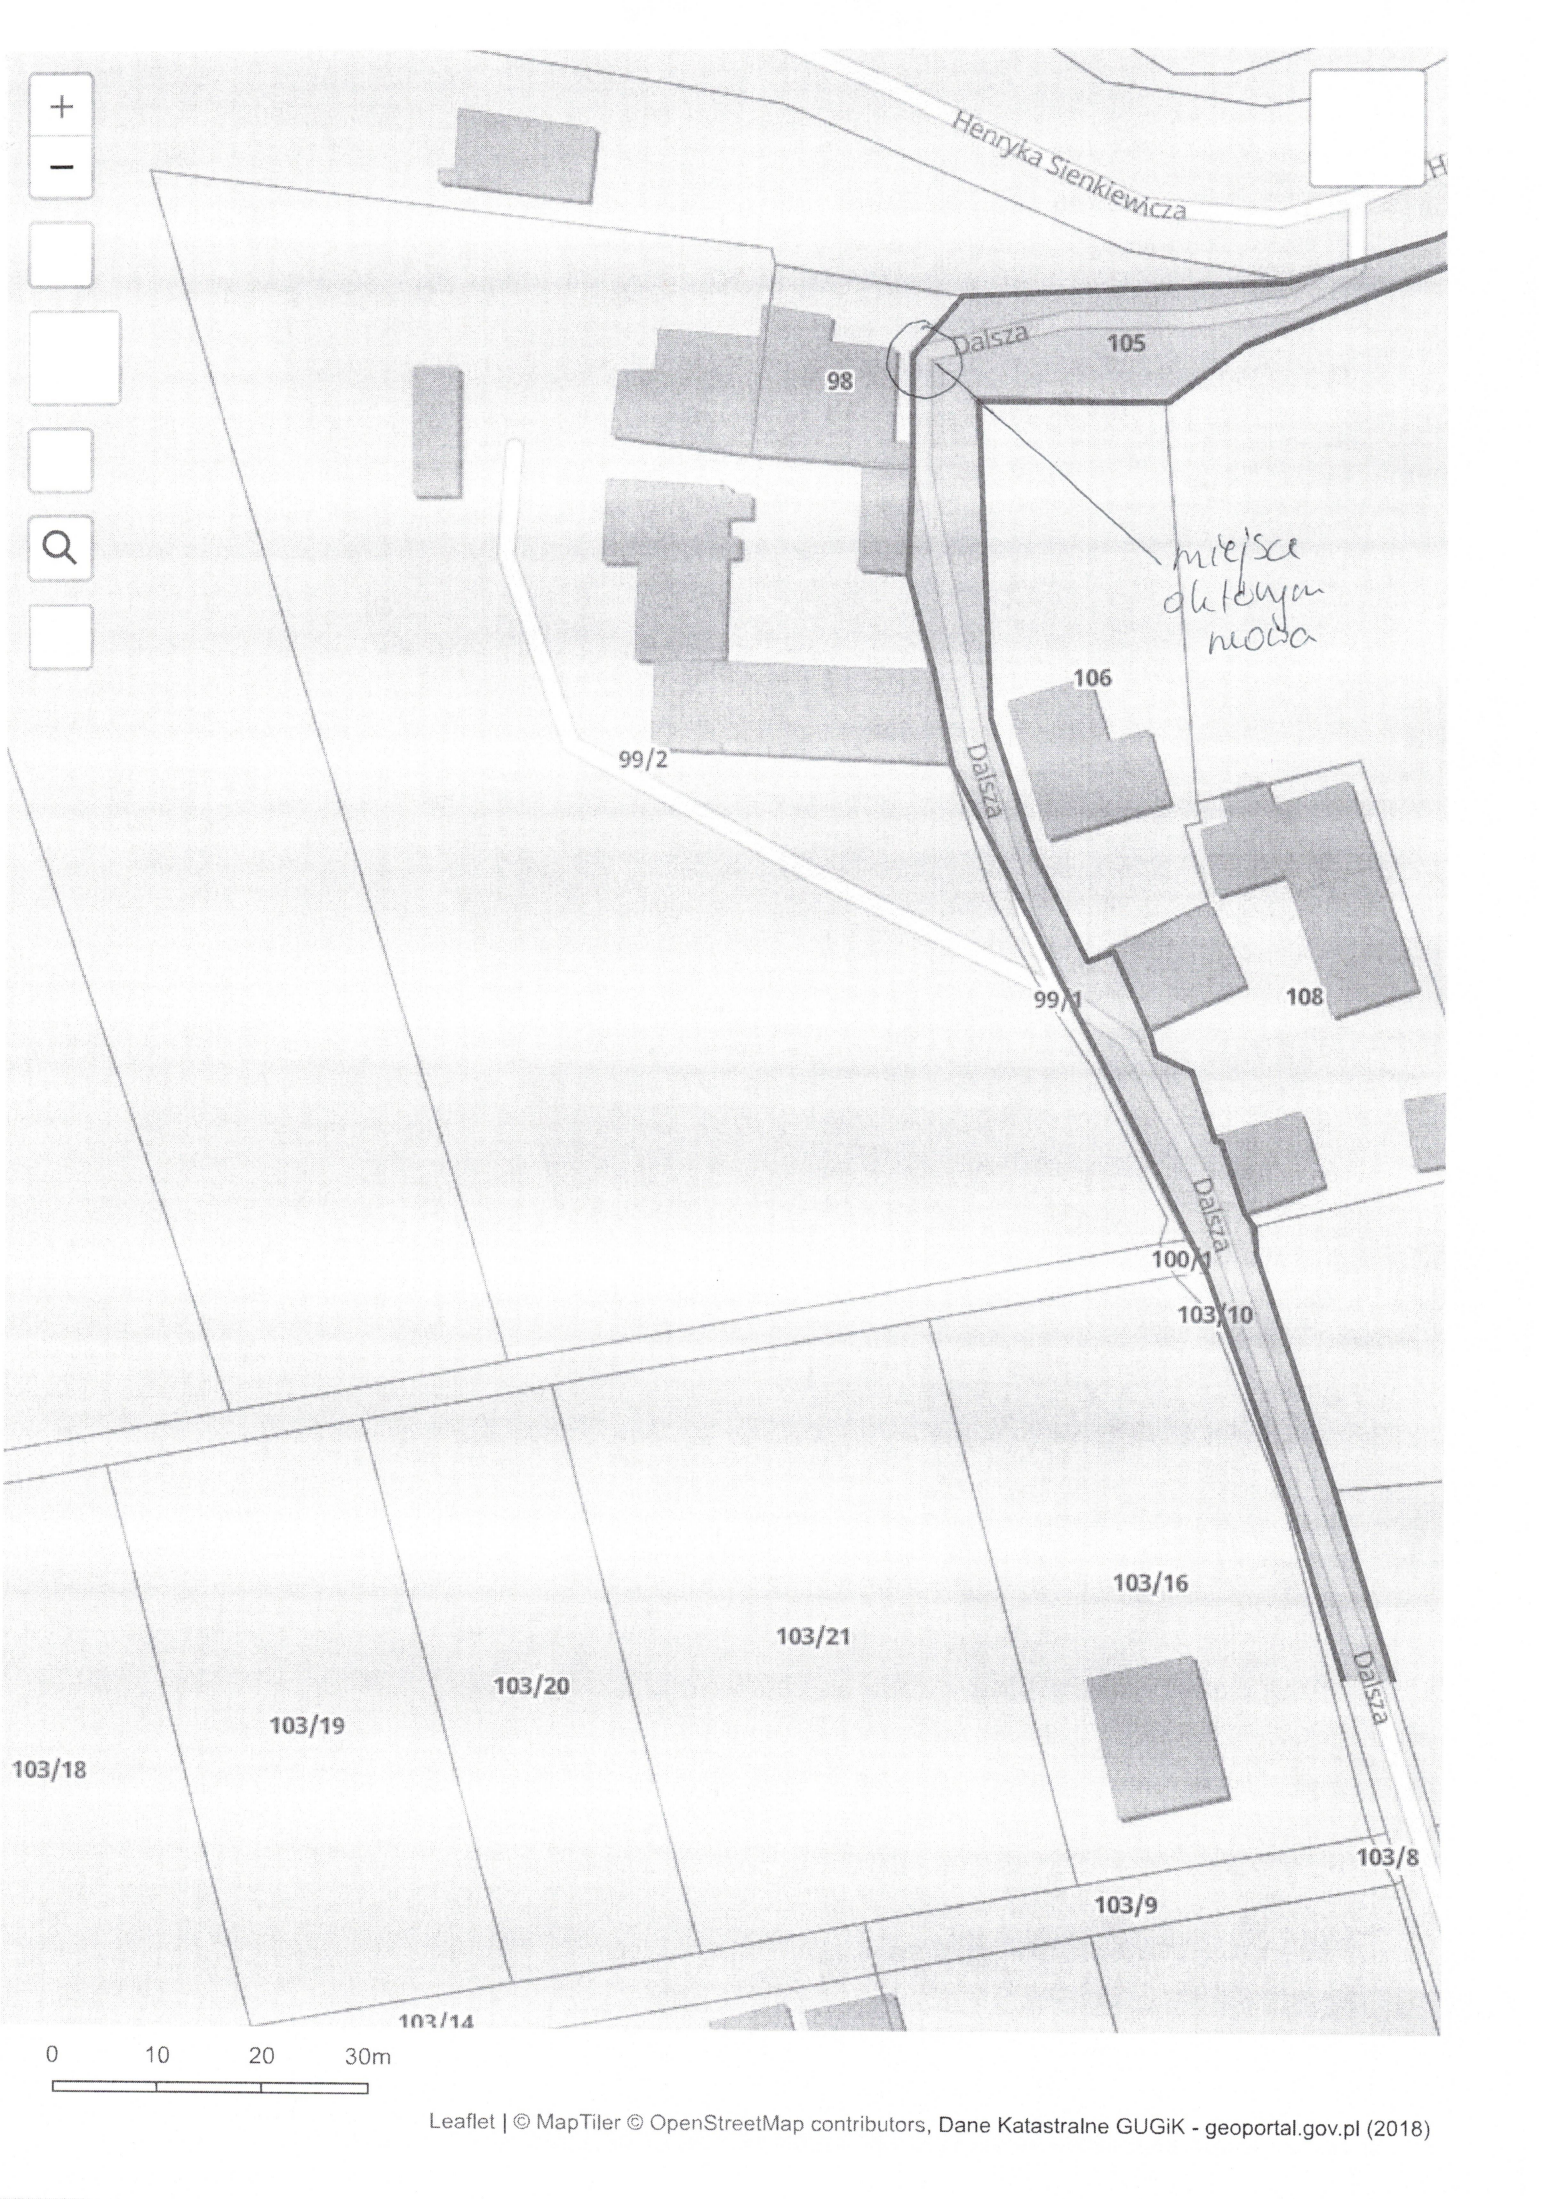 +
−
Henryka Sienkiewicza
H
Dalsza
105
98
miejsce
o którym
mowa
106
99/2
Dalsza
99/1
108
Dalsza
100/1
103/10
103/16
103/21
103/20
103/19
103/18
Dalsza
103/8
103/9
103/14
0 10 20 30m
Leaflet | © MapTiler © OpenStreetMap contributors, Dane Katastralne GUGiK - geoportal.gov.pl (2018)